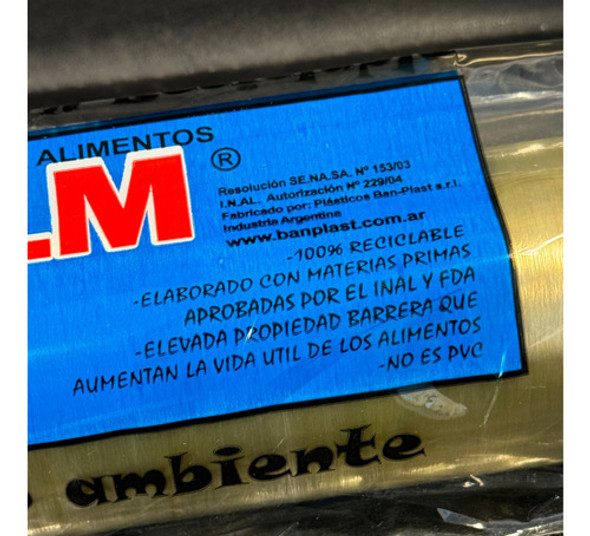 ALIMENTOS
LM ®
Resolución SE.NA.SA. Nº 153/03
I.N.AL. Autorización Nº 229/04
Fabricado por: Plásticos Ban-Plast s.r.l.
Industria Argentina
www.banplast.com.ar
-100% RECICLABLE
-ELABORADO CON MATERIAS PRIMAS
APROBADAS POR EL INAL Y FDA
-ELEVADA PROPIEDAD BARRERA QUE
AUMENTAN LA VIDA UTIL DE LOS ALIMENTOS
-NO ES PVC
ambiente